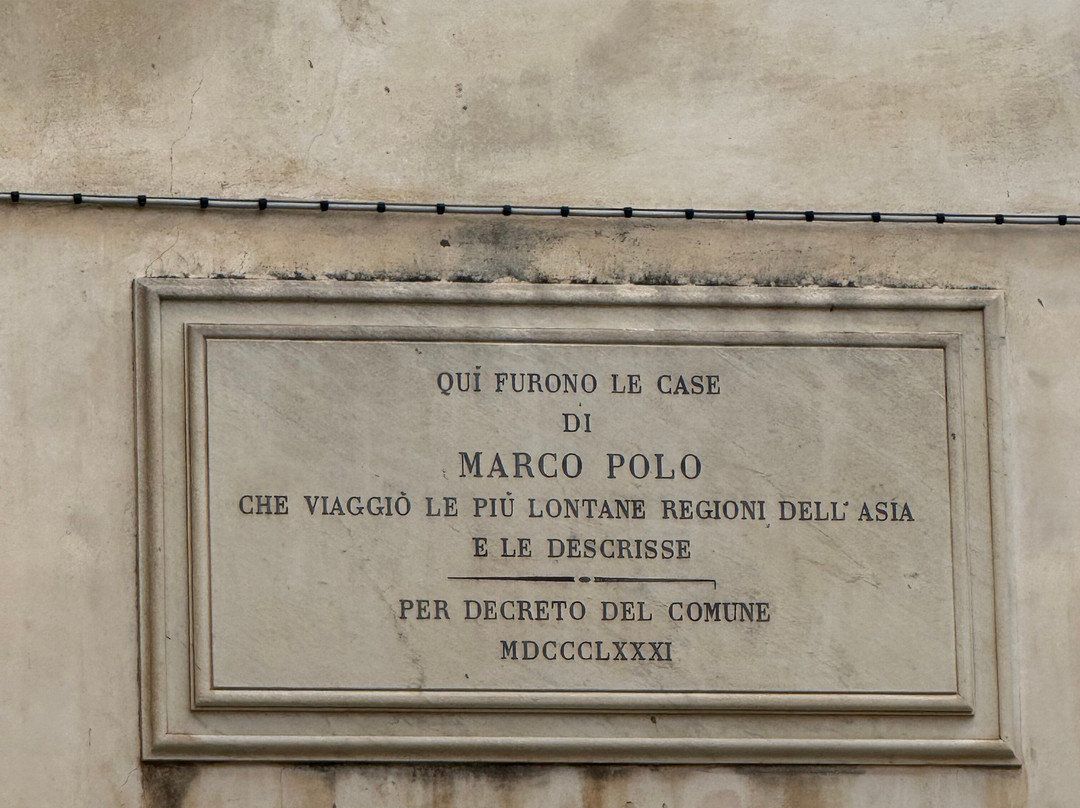 QUÌ FURONO LE CASE
DI
MARCO POLO
CHE VIAGGIÒ LE PIÙ LONTANE REGIONI DELL' ASIA
E LE DESCRISSE
PER DECRETO DEL COMUNE
MDCCCLXXXI